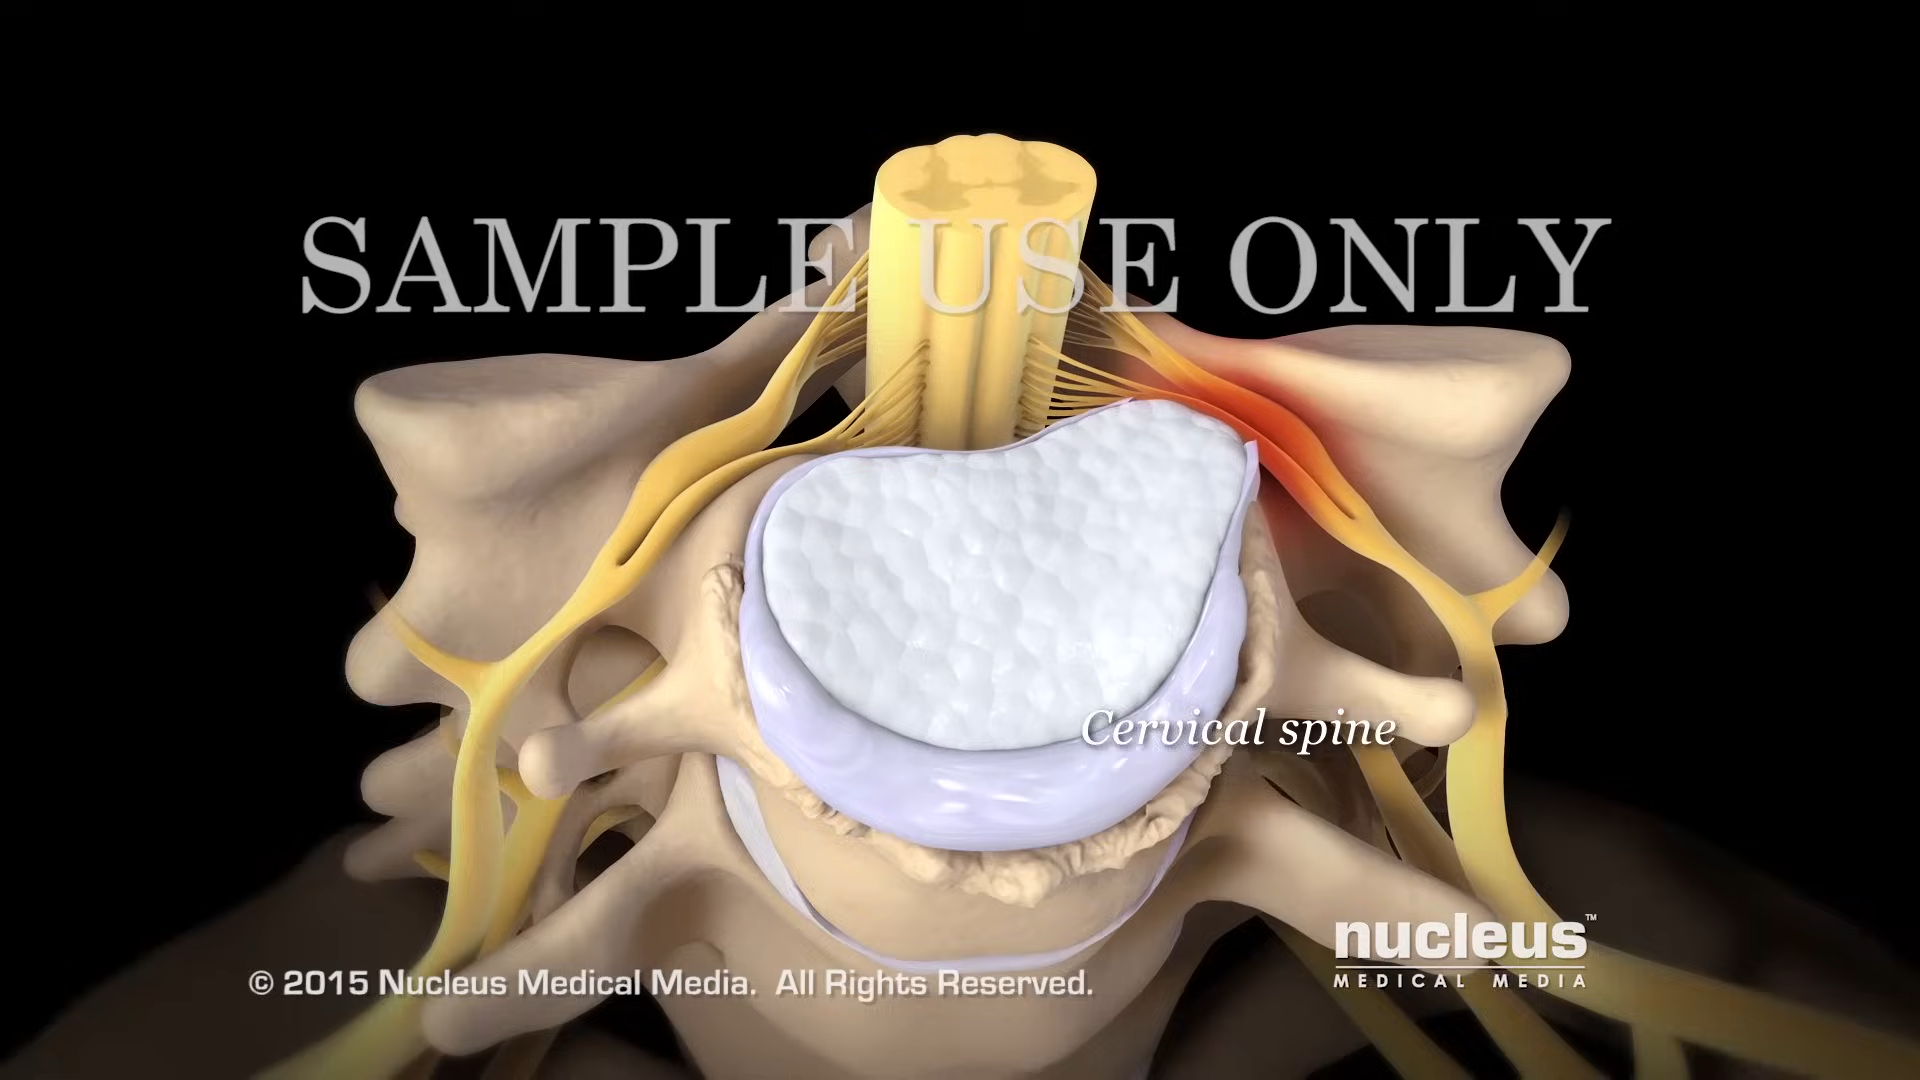 SAMPLE USE ONLY
Cervical spine
nucleus™
MEDICAL MEDIA
© 2015 Nucleus Medical Media. All Rights Reserved.